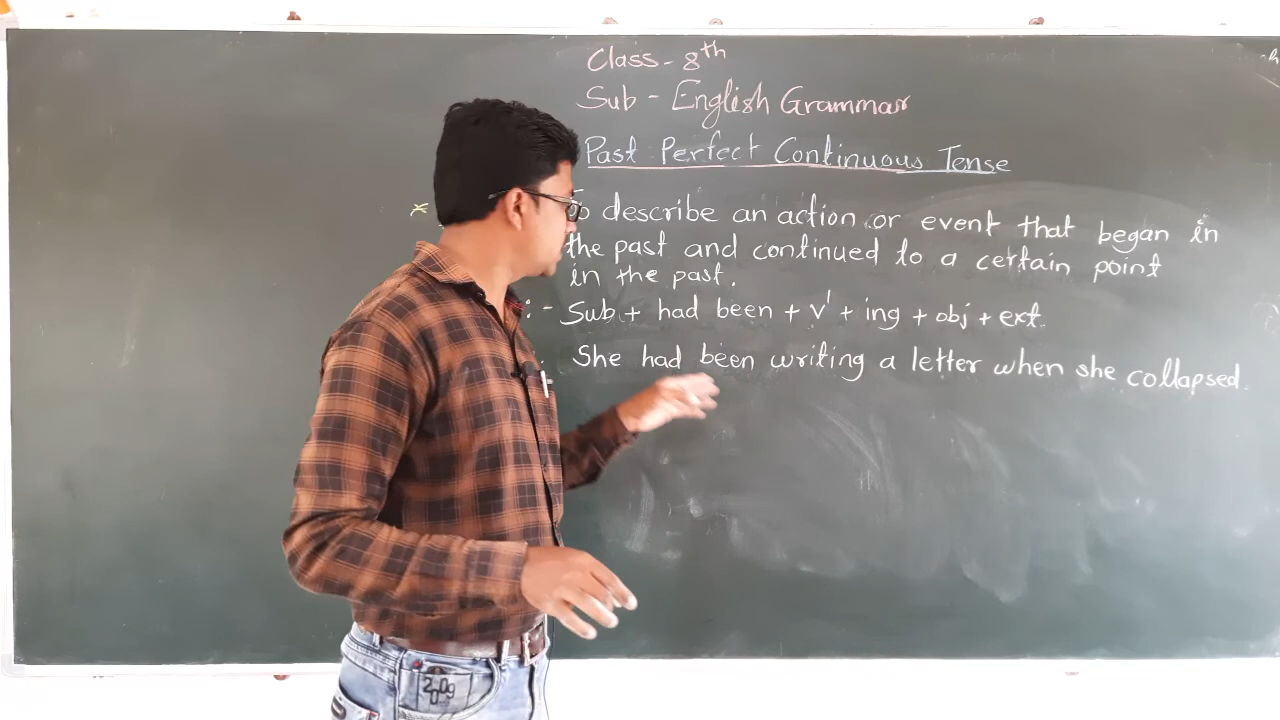 Class - 8th
Sub - English Grammar
Past Perfect Continuous Tense
To describe an action or event that began in
the past and continued to a certain point
in the past.
:- Sub + had been + v1 + ing + obj + ext.
She had been writing a letter when she collapsed.
2009